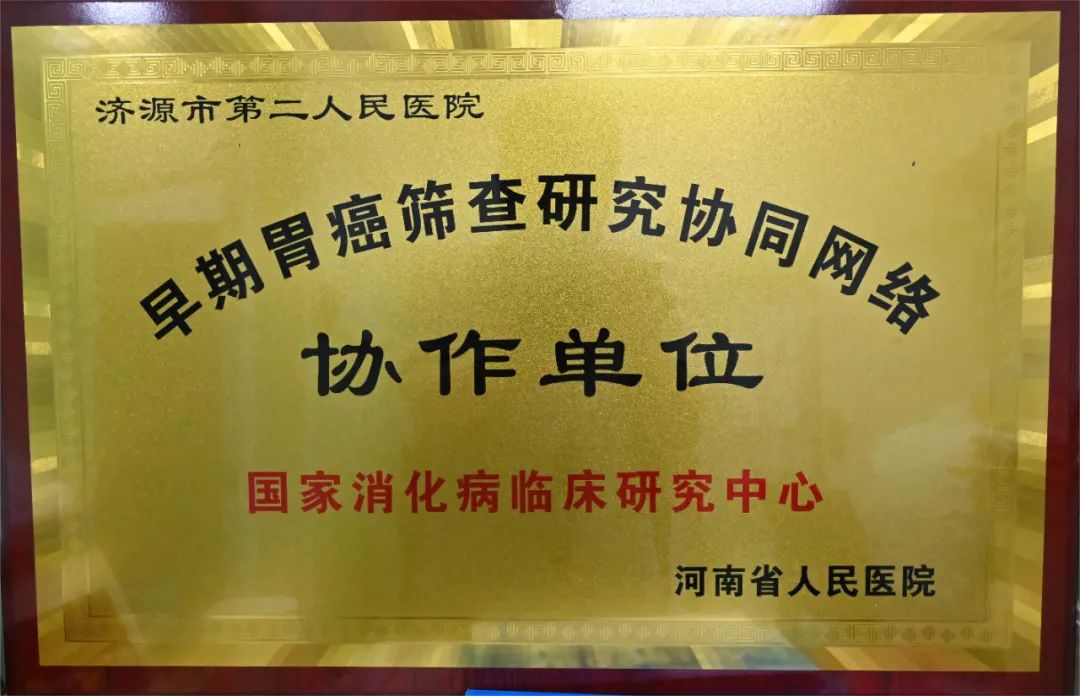 济源市第二人民医院
早期胃癌筛查研究协同网络
协作单位
国家消化病临床研究中心
河南省人民医院